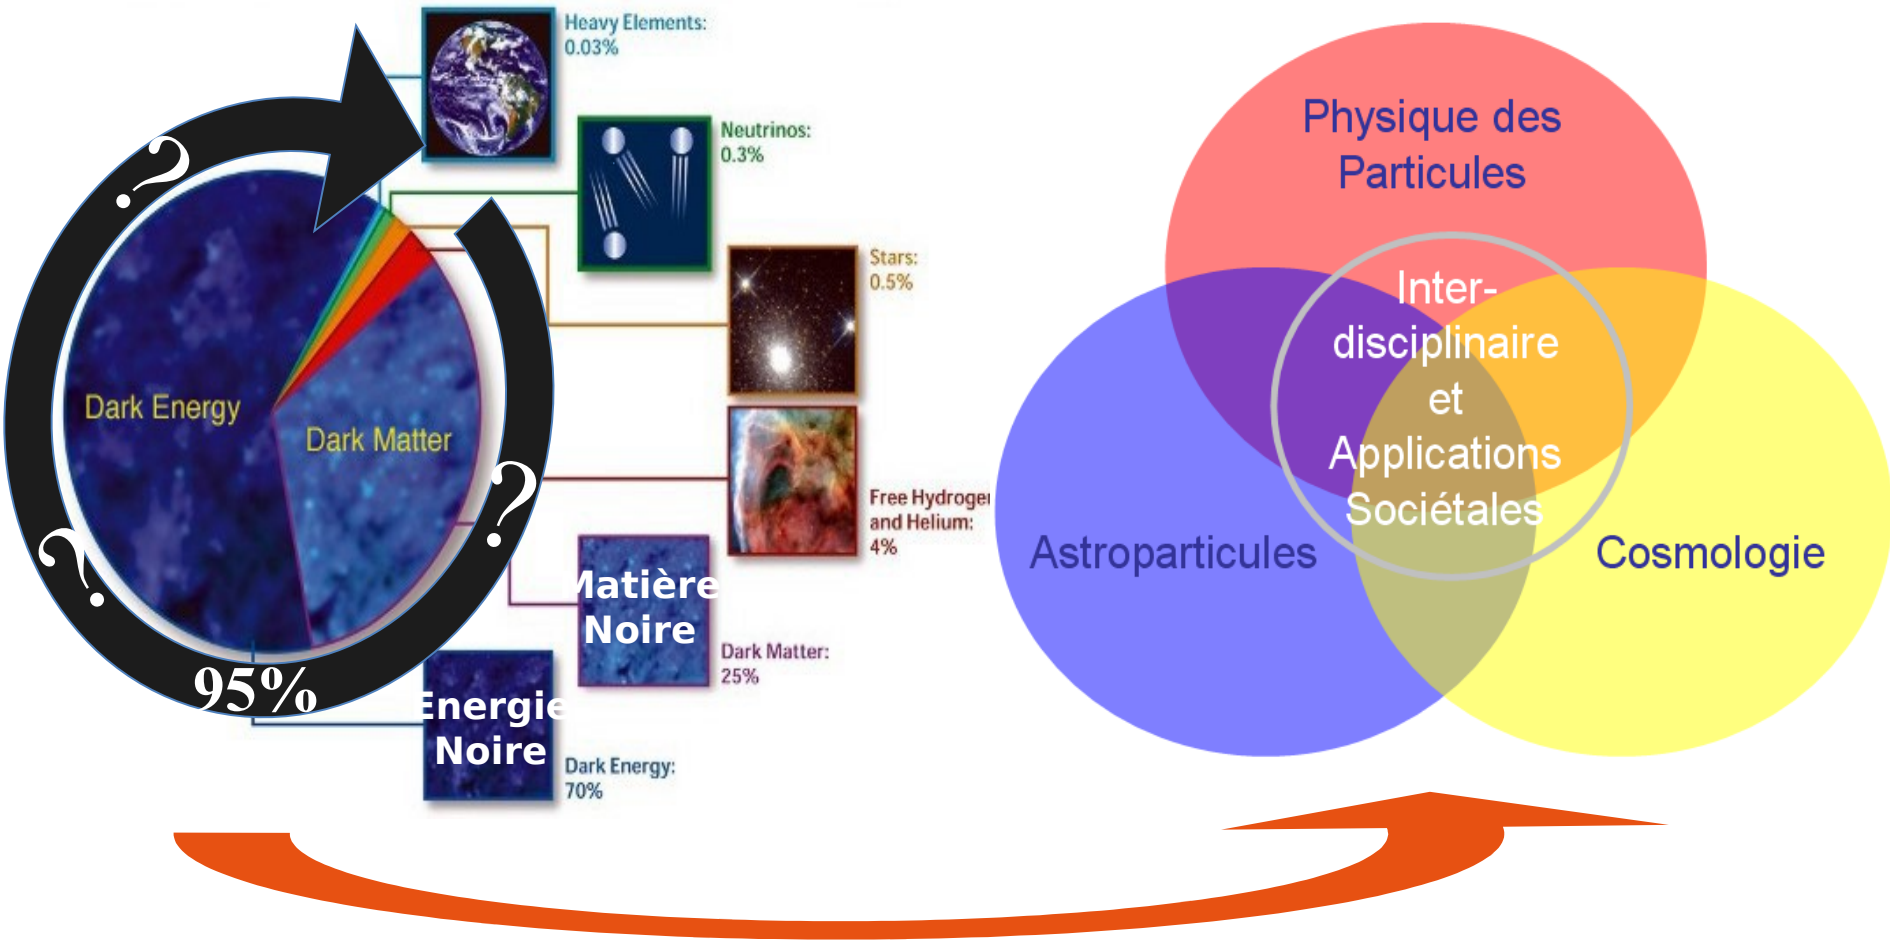 Heavy Elements:
0.03%
Neutrinos:
0.3%
Stars:
0.5%
Free Hydroge
and Helium:
4%
Dark Matter:
25%
Dark Energy:
70%
?
?
?
95%
Dark Energy
Dark Matter
Matière
Noire
Energie
Noire
Physique des
Particules
Inter-
disciplinaire
et
Applications
Sociétales
Astroparticules
Cosmologie